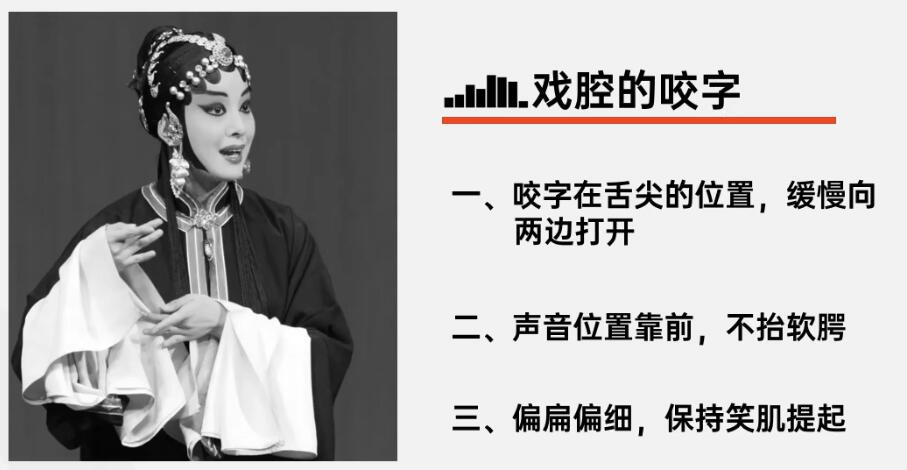 戏腔的咬字
一、咬字在舌尖的位置，缓慢向
两边打开
二、声音位置靠前，不抬软腭
三、偏扁偏细，保持笑肌提起